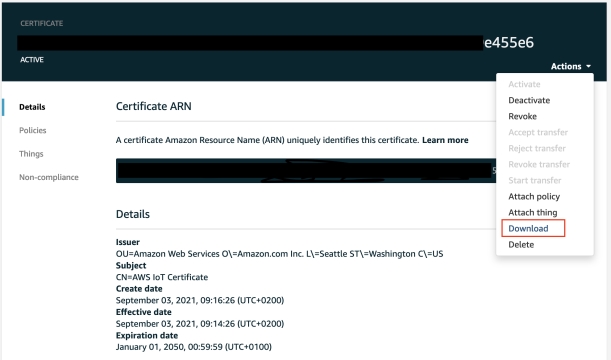 CERTIFICATE
e455e6
ACTIVE
Actions
Activate
Deactivate
Revoke
Accept transfer
Reject transfer
Revoke transfer
Start transfer
Attach policy
Attach thing
Download
Delete
Details
Policies
Things
Non-compliance
Certificate ARN
A certificate Amazon Resource Name (ARN) uniquely identifies this certificate. Learn more
Details
Issuer
OU=Amazon Web Services O\=Amazon.com Inc. L\=Seattle ST\=Washington C\=US
Subject
CN=AWS IoT Certificate
Create date
September 03, 2021, 09:16:26 (UTC+0200)
Effective date
September 03, 2021, 09:14:26 (UTC+0200)
Expiration date
January 01, 2050, 00:59:59 (UTC+0100)